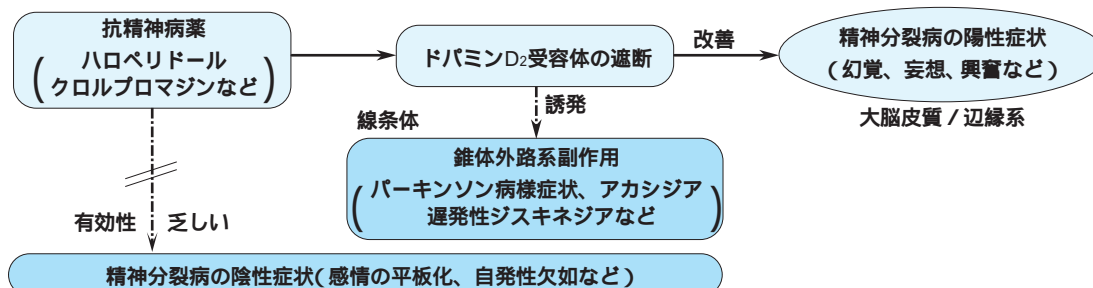 抗精神病薬
(ハロペリドール
クロルプロマジンなど)
ドパミンD2受容体の遮断
改善
精神分裂病の陽性症状
(幻覚、妄想、興奮など)
大脳皮質 / 辺縁系
誘発
線条体
錐体外路系副作用
(パーキンソン病様症状、アカシジア
遅発性ジスキネジアなど)
有効性 乏しい
精神分裂病の陰性症状(感情の平板化、自発性欠如など)